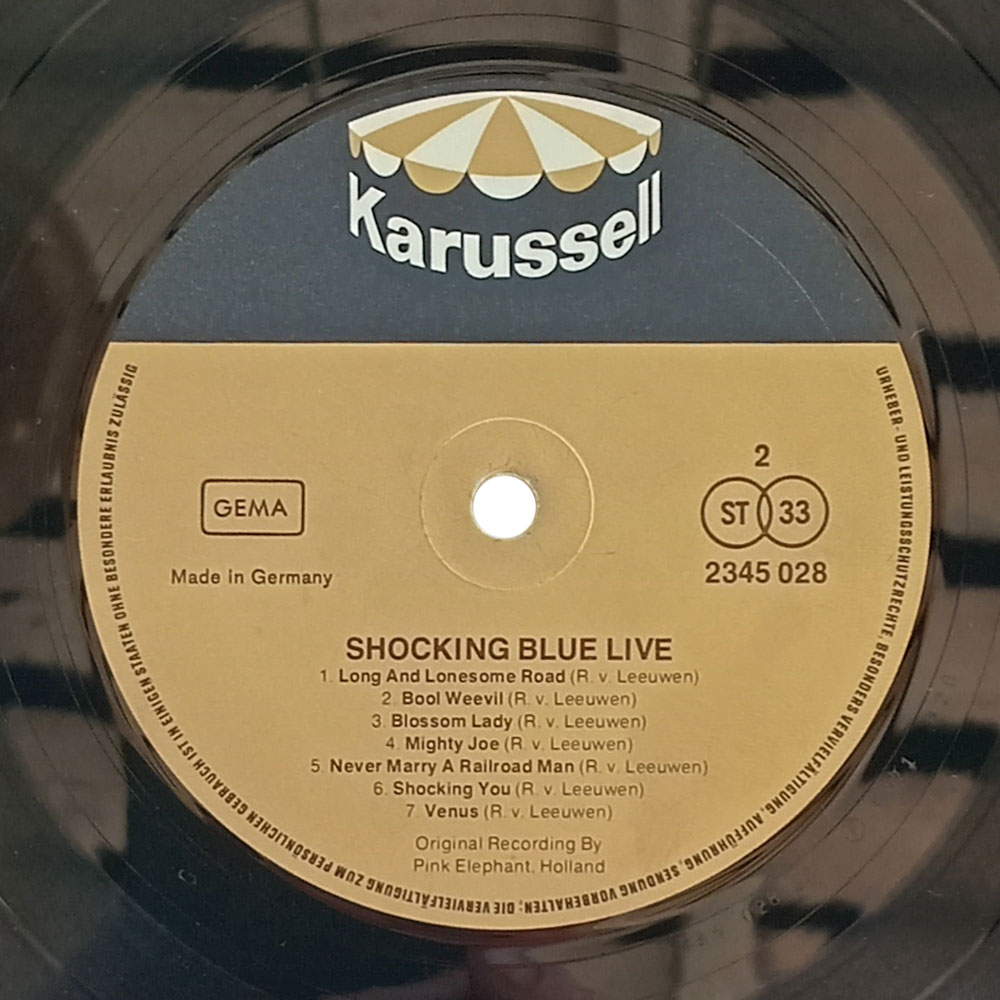 Karussell
GEMA
Made in Germany
2
ST 33
2345 028
SHOCKING BLUE LIVE
1. Long And Lonesome Road (R. v. Leeuwen)
2. Bool Weevil (R. v. Leeuwen)
3. Blossom Lady (R. v. Leeuwen)
4. Mighty Joe (R. v. Leeuwen)
5. Never Marry A Railroad Man (R. v. Leeuwen)
6. Shocking You (R. v. Leeuwen)
7. Venus (R. v. Leeuwen)
Original Recording By
Pink Elephant, Holland
URHEBER- UND LEISTUNGSSCHUTZRECHTE, BESONDERS VERVIELFÄLTIGUNG, AUFFÜHRUNG, SENDUNG VORBEHALTEN; DIE VERVIELFÄLTIGUNG ZUM PERSÖNLICHEN GEBRAUCH IST IN EINIGEN STAATEN OHNE BESONDERE ERLAUBNIS ZULÄSSIG